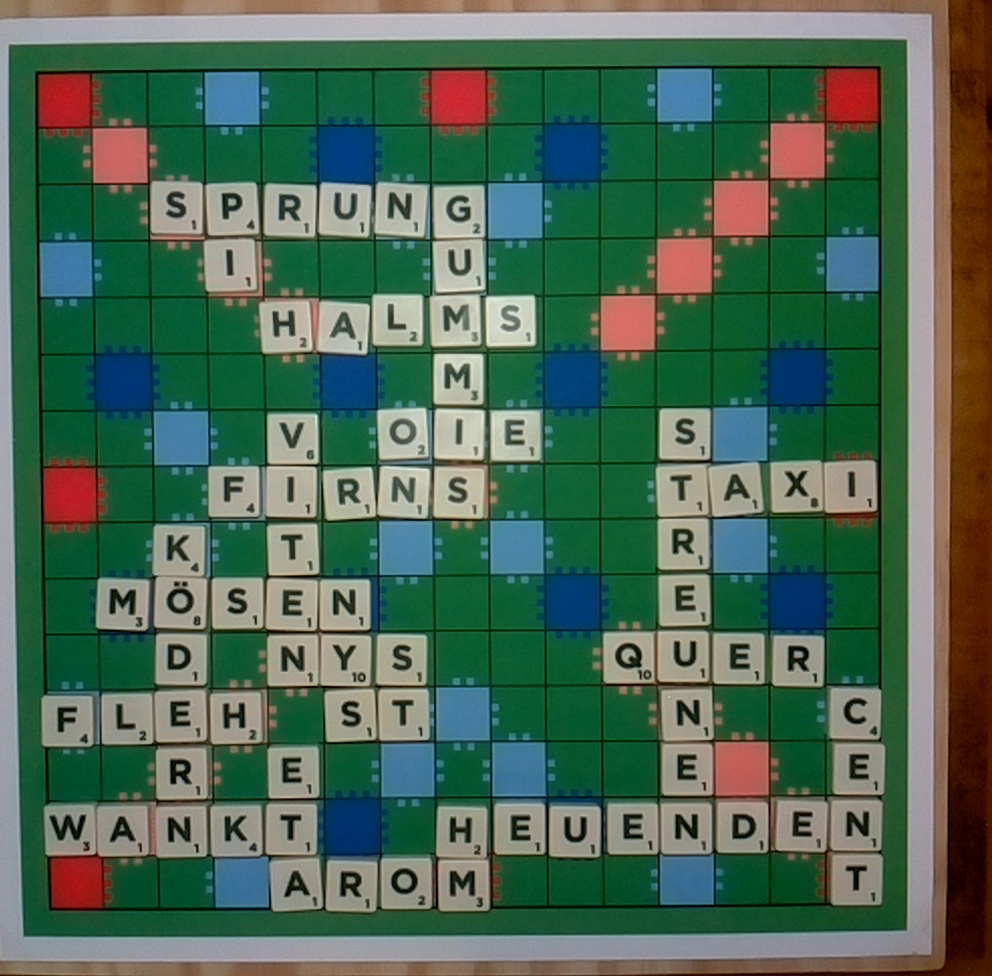 SPRUNG
I U
HALMS
M
V OIE S
FIRNS TAXI
K T R
MÖSEN E
D NYS QUER
FLEH ST N C
R E E E
WANKT HEUENDEN
AROM T